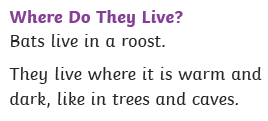 Where Do They Live?
Bats live in a roost.
They live where it is warm and
dark, like in trees and caves.